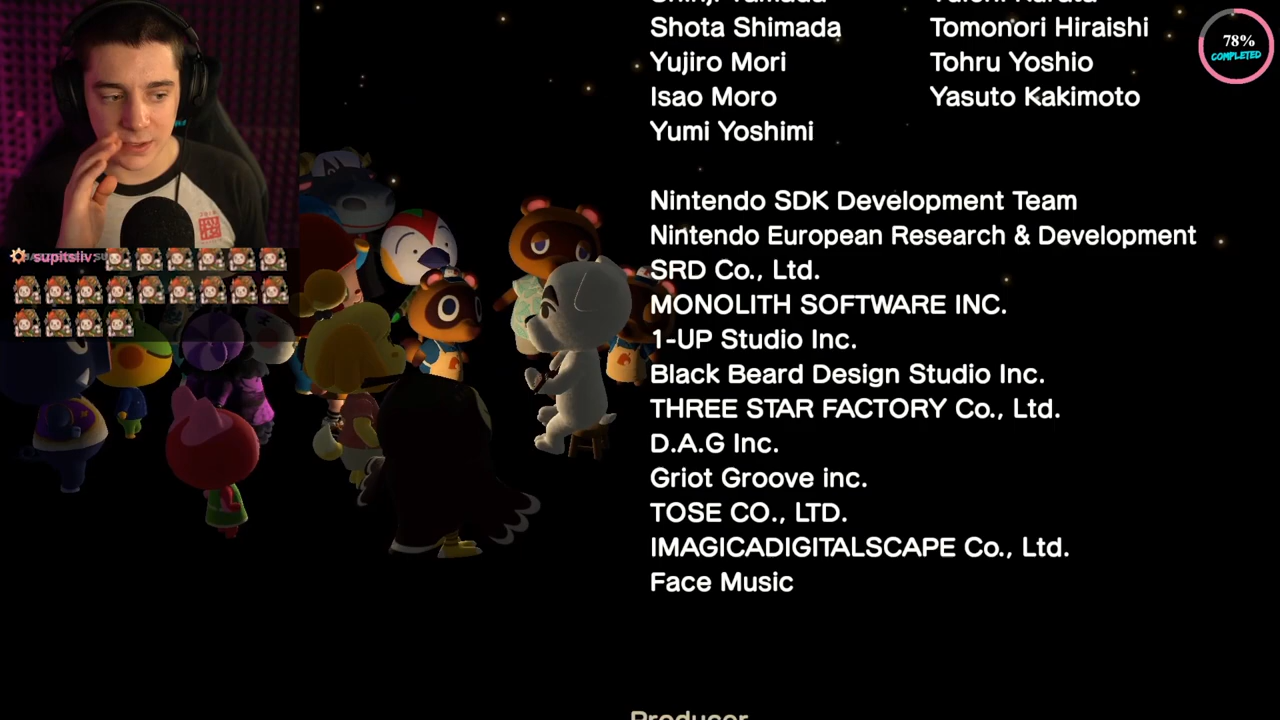 Shota Shimada
Tomonori Hiraishi
Yujiro Mori
Tohru Yoshio
Isao Moro
Yasuto Kakimoto
Yumi Yoshimi
Nintendo SDK Development Team
Nintendo European Research & Development
SRD Co., Ltd.
MONOLITH SOFTWARE INC.
1-UP Studio Inc.
Black Beard Design Studio Inc.
THREE STAR FACTORY Co., Ltd.
D.A.G Inc.
Griot Groove inc.
TOSE CO., LTD.
IMAGICADIGITALSCAPE Co., Ltd.
Face Music
Producer
78%
COMPLETED
supitsliv: